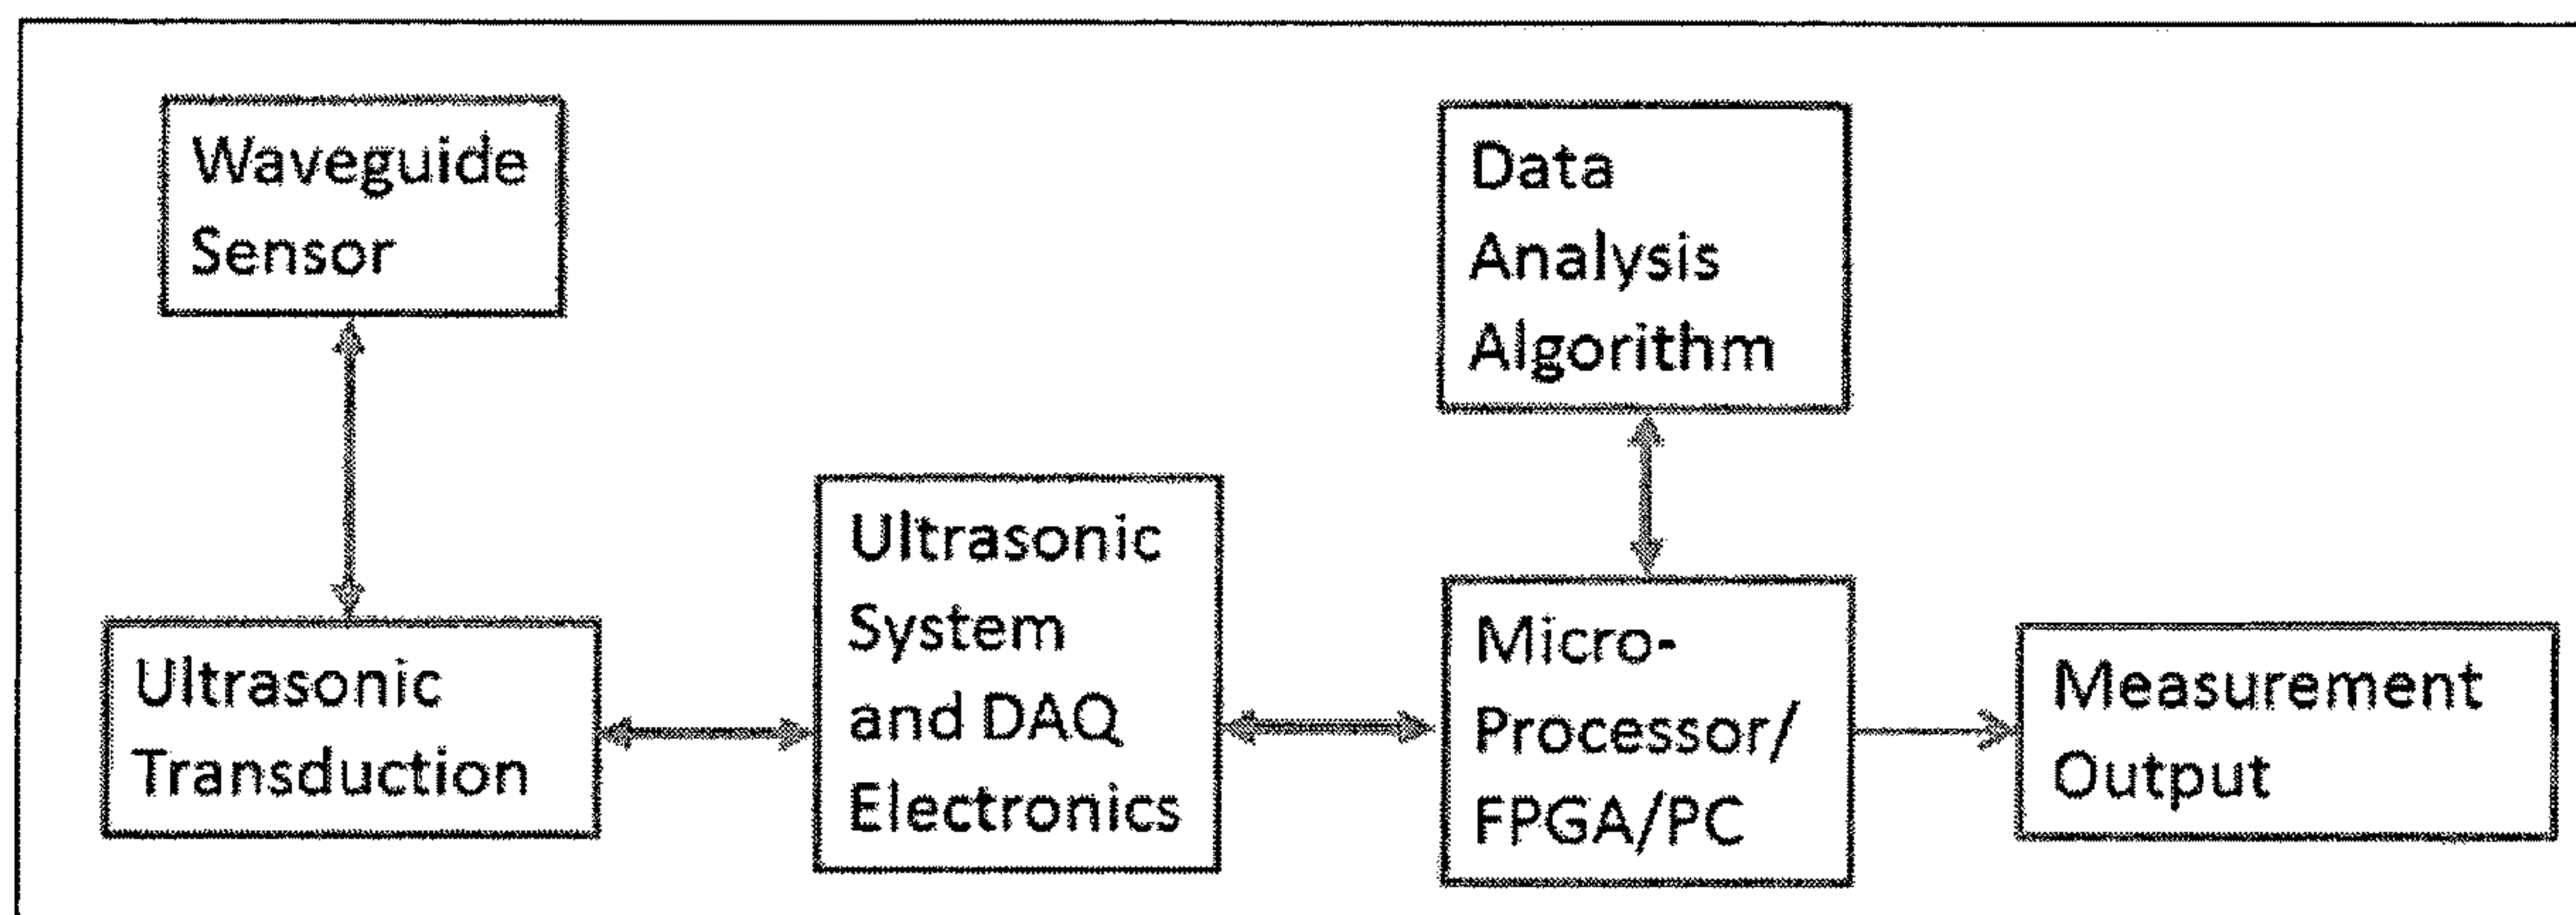 Waveguide
Sensor
Data
Analysis
Algorithm
Ultrasonic
Transduction
Ultrasonic
System
and DAQ
Electronics
Micro-
Processor/
FPGA/PC
Measurement
Output